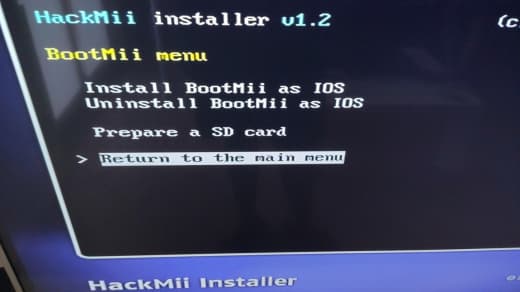 HackMii installer v1.2 (c
BootMii menu
Install BootMii as IOS
Uninstall BootMii as IOS
Prepare a SD card
> Return to the main menu
HackMii Installer